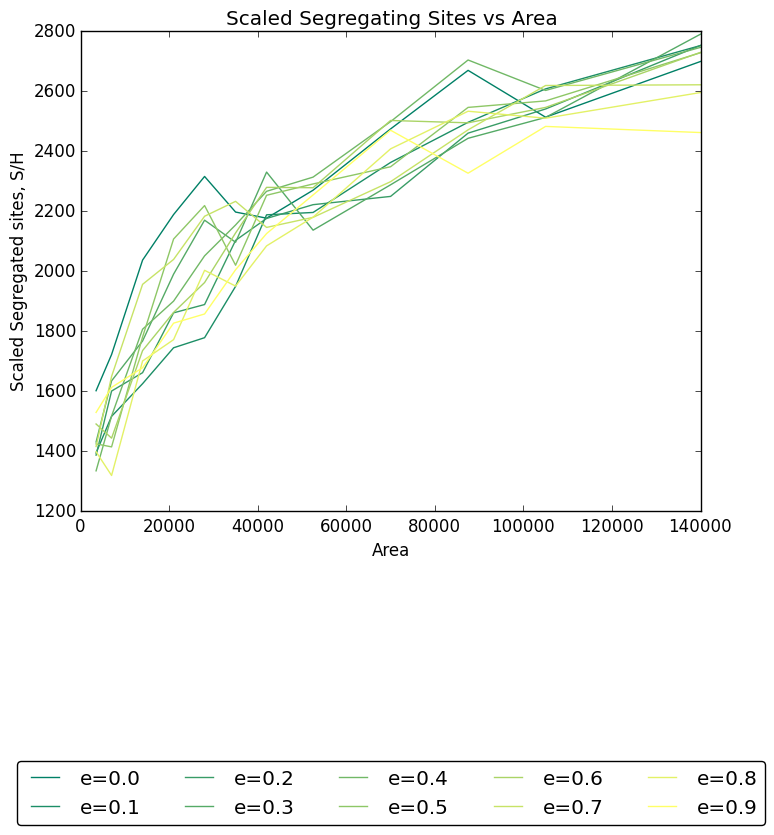 Scaled Segregating Sites vs Area
2800
2600
2400
2200
2000
1800
1600
1400
1200
Scaled Segregated sites, S/H
0 20000 40000 60000 80000 100000 120000 140000
Area
e=0.0 e=0.2 e=0.4 e=0.6 e=0.8
e=0.1 e=0.3 e=0.5 e=0.7 e=0.9